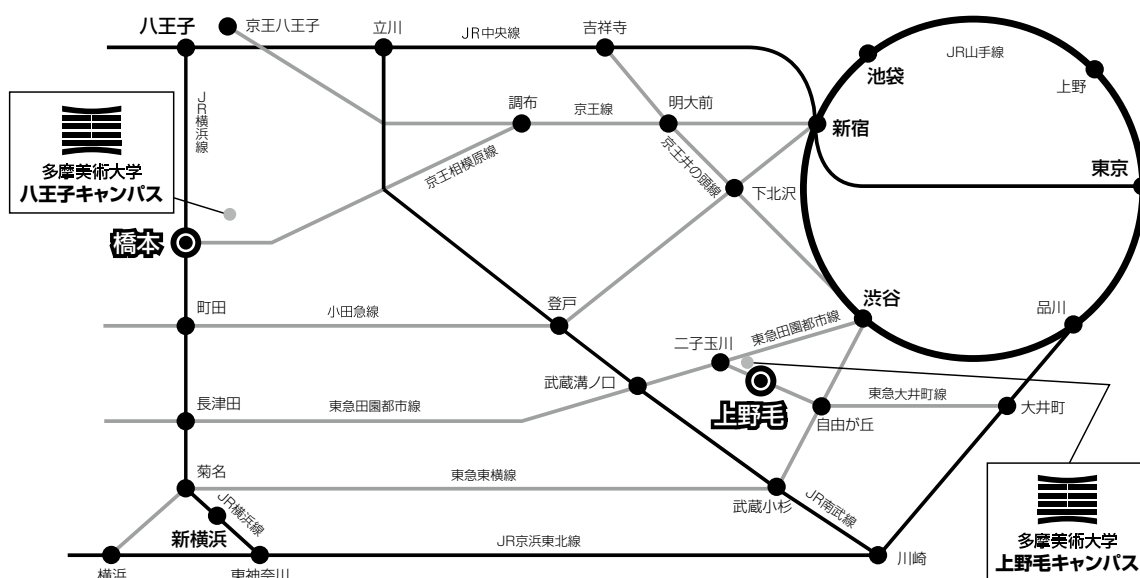 八王子
京王八王子
立川
JR中央線
吉祥寺
JR山手線
池袋
上野
JR横浜線
調布
京王線
明大前
新宿
多摩美術大学
八王子キャンパス
京王相模原線
京王井の頭線
下北沢
東京
橋本
町田
小田急線
登戸
渋谷
品川
二子玉川
東急田園都市線
武蔵溝ノ口
上野毛
長津田
東急田園都市線
自由が丘
東急大井町線
大井町
菊名
東急東横線
武蔵小杉
JR南武線
JR横浜線
新横浜
JR京浜東北線
川崎
横浜
東神奈川
多摩美術大学
上野毛キャンパス